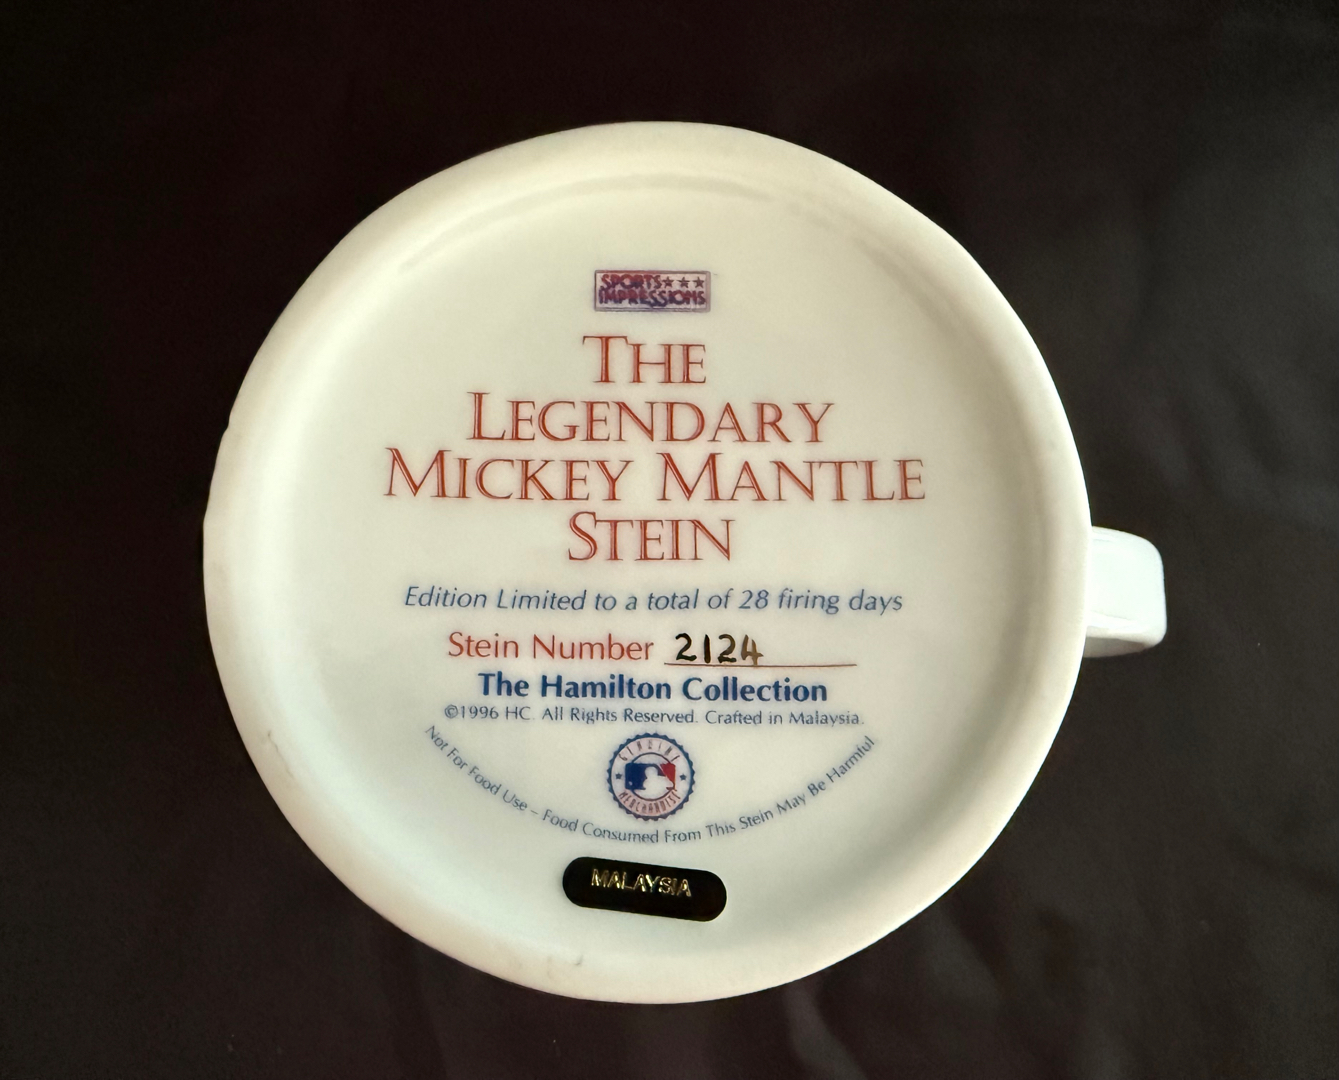 SPORTS★★★
IMPRESSIONS
THE
LEGENDARY
MICKEY MANTLE
STEIN
Edition Limited to a total of 28 firing days
Stein Number 2124
The Hamilton Collection
©1996 HC. All Rights Reserved. Crafted in Malaysia.
GENUINE
MERCHANDISE
Not For Food Use – Food Consumed From This Stein May Be Harmful
MALAYSIA